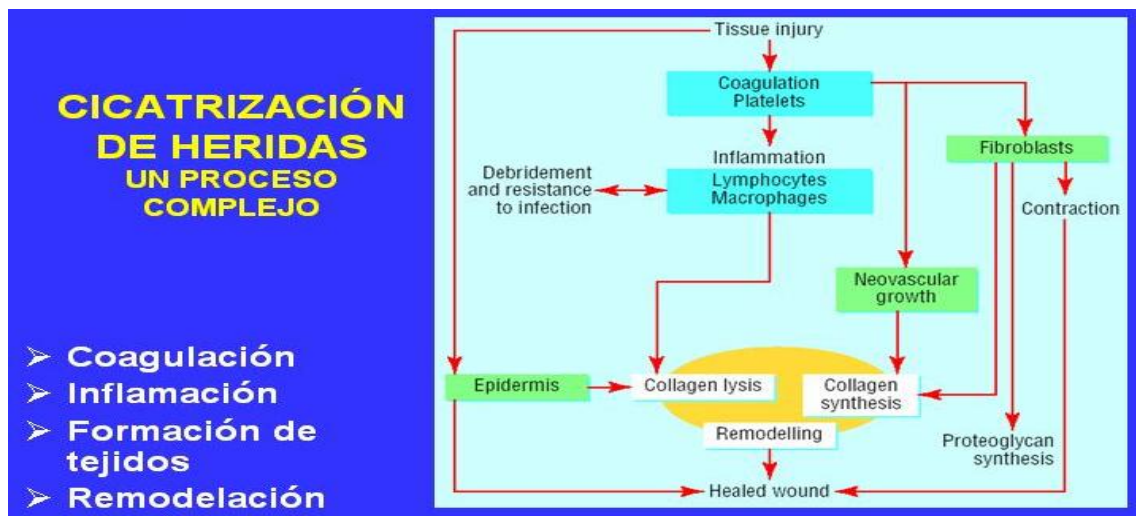 CICATRIZACIÓN
DE HERIDAS
UN PROCESO
COMPLEJO
➢ Coagulación
➢ Inflamación
➢ Formación de
tejidos
➢ Remodelación
Tissue injury
Coagulation
Platelets
Fibroblasts
Inflammation
Lymphocytes
Macrophages
Debridement
and resistance
to infection
Contraction
Neovascular
growth
Epidermis
Collagen lysis
Collagen
synthesis
Remodelling
Proteoglycan
synthesis
Healed wound